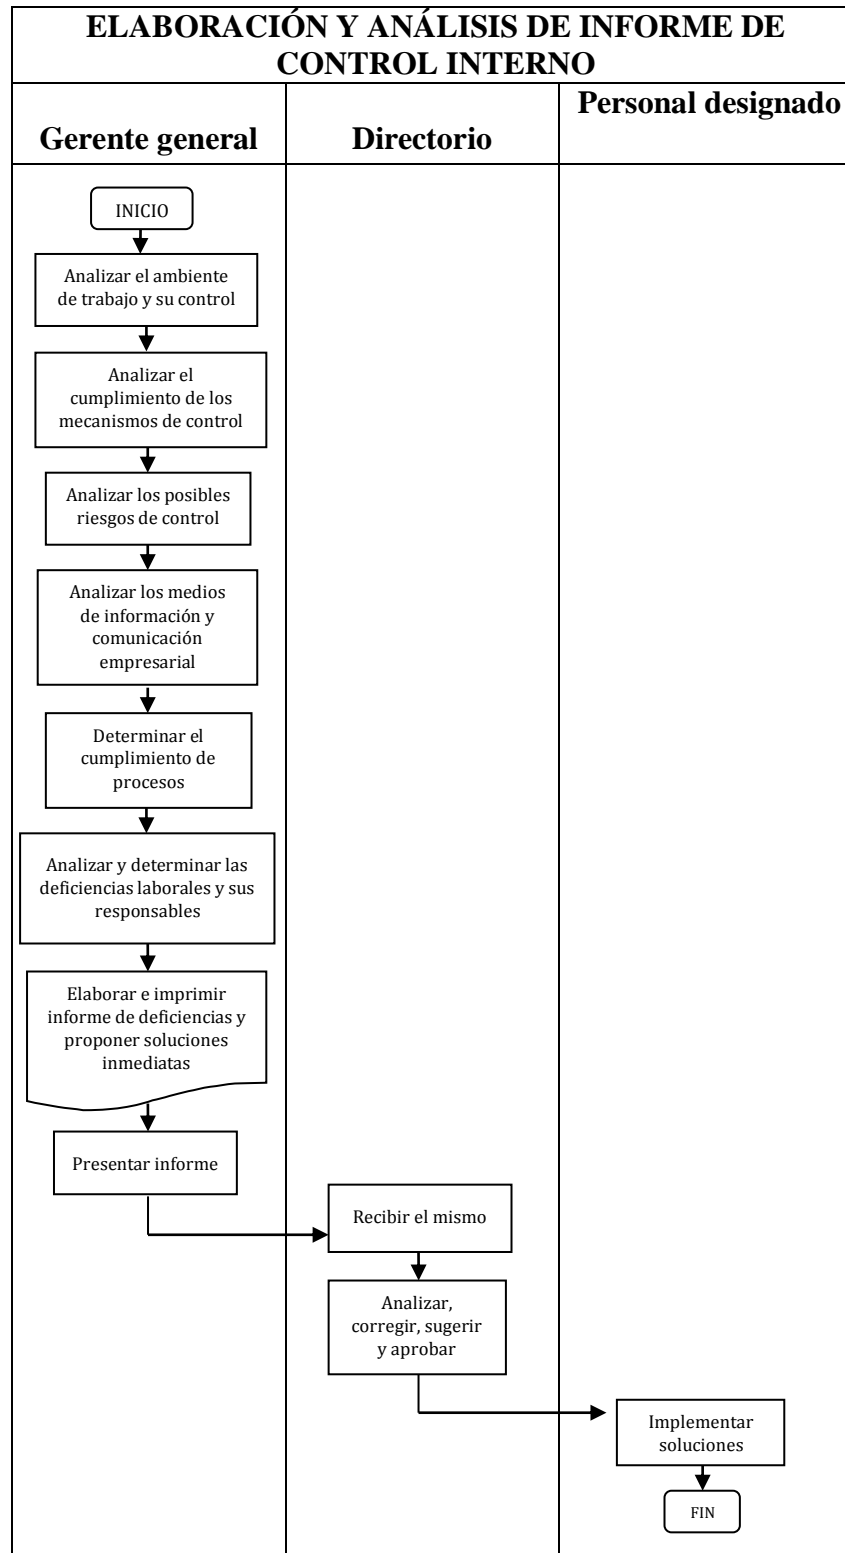 ELABORACIÓN Y ANÁLISIS DE INFORME DE
CONTROL INTERNO
Gerente general
Directorio
Personal designado
INICIO
Analizar el ambiente
de trabajo y su control
Analizar el
cumplimiento de los
mecanismos de control
Analizar los posibles
riesgos de control
Analizar los medios
de información y
comunicación
empresarial
Determinar el
cumplimiento de
procesos
Analizar y determinar las
deficiencias laborales y sus
responsables
Elaborar e imprimir
informe de deficiencias y
proponer soluciones
inmediatas
Presentar informe
Recibir el mismo
Analizar,
corregir, sugerir
y aprobar
Implementar
soluciones
FIN